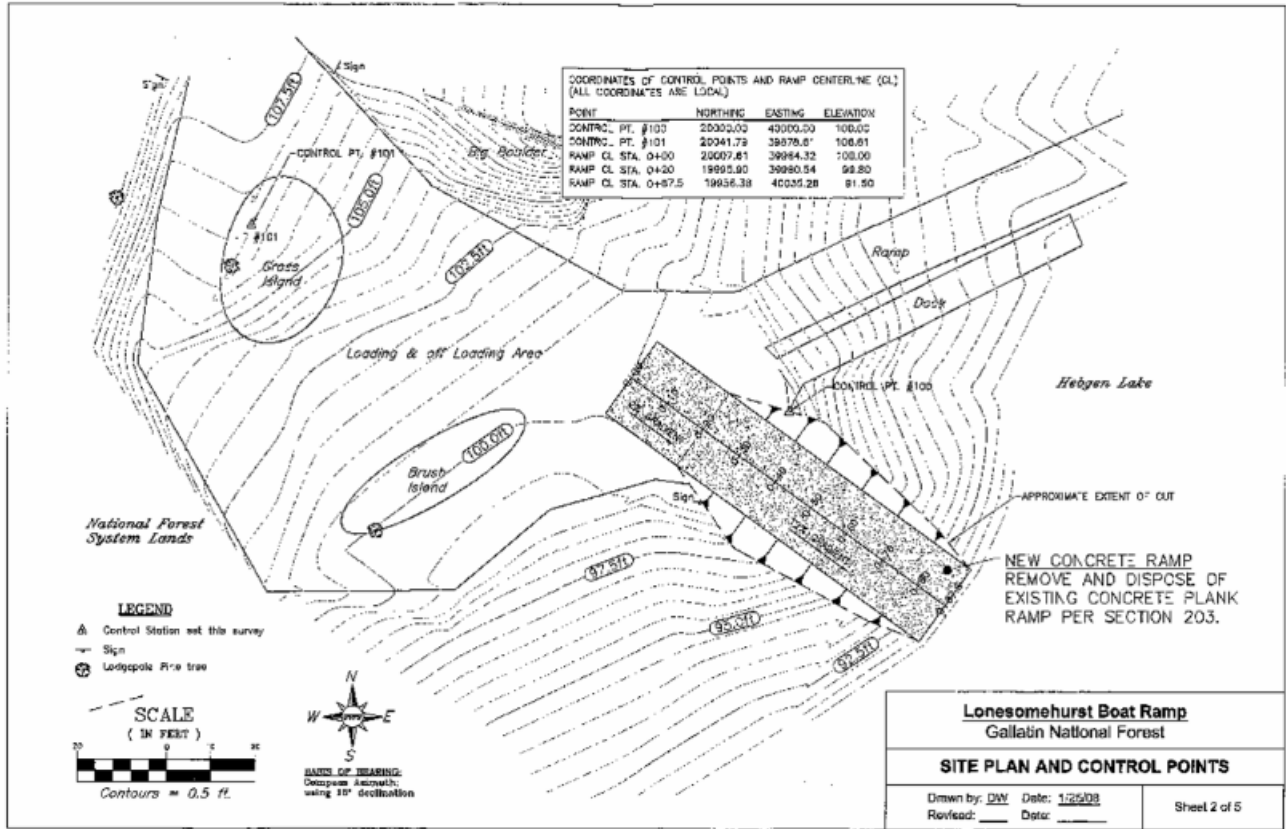 COORDINATES OF CONTROL POINTS AND RAMP CENTERLINE (CL)
(ALL COORDINATES ARE LOCAL)
POINT NORTHING EASTING ELEVATION
CONTROL PT. #100 20000.00 40000.00 100.00
CONTROL PT. #101 20041.79 106.61
RAMP CL STA. 0+00 20007.61 39964.32 100.00
RAMP CL STA. 0+20 19995.90 39980.54 99.80
RAMP CL STA. 0+67.5 19956.38 40035.28 91.50
Sign
Sign
107.5ft
CONTROL PT. #101
Big Boulder
105.0ft
#101
Grass
Island
102.5ft
Ramp
Dock
Loading & off Loading Area
CONTROL PT. #100
Hebgen Lake
100.0ft
Brush
Island
Sign
APPROXIMATE EXTENT OF CUT
National Forest
System Lands
97.5ft
95.0ft
92.5ft
NEW CONCRETE RAMP
REMOVE AND DISPOSE OF
EXISTING CONCRETE PLANK
RAMP PER SECTION 203.
LEGEND
Control Station set this survey
Sign
Lodgepole Pine tree
SCALE
( IN FEET )
20 0
Contours = 0.5 ft.
N
W E
S
BASIS OF BEARING:
Compass Azimuth;
declination
Lonesomehurst Boat Ramp
Gallatin National Forest
SITE PLAN AND CONTROL POINTS
Drawn by: DW Date: 1/25/08
Revised: Date:
Sheet 2 of 5